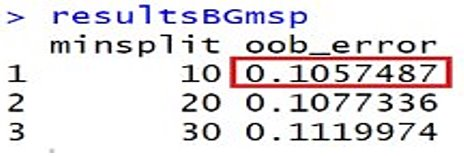 > resultsBGmsp
minsplit oob_error
1 10 0.1057487
2 20 0.1077336
3 30 0.1119974